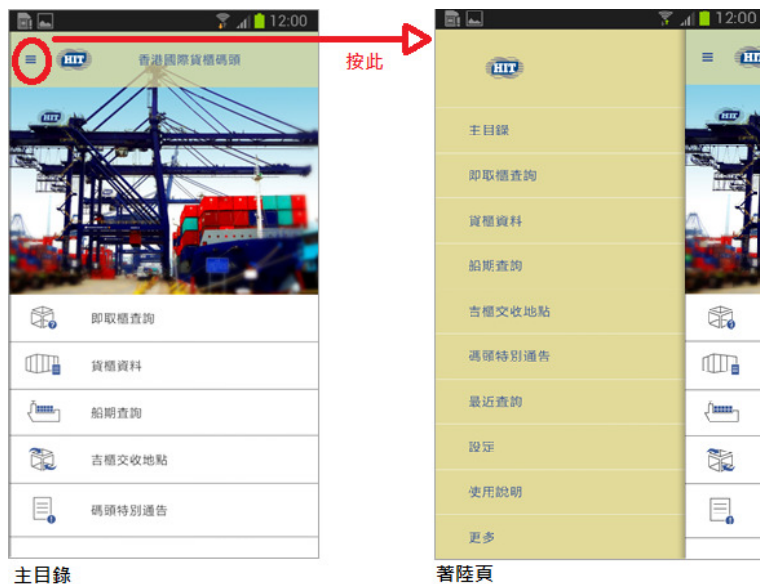 12:00
HIT
香港國際貨櫃碼頭
HIT
即取櫃查詢
貨櫃資料
船期查詢
吉櫃交收地點
碼頭特別通告
主目錄
按此
12:00
HIT
主目錄
即取櫃查詢
貨櫃資料
船期查詢
吉櫃交收地點
碼頭特別通告
最近查詢
設定
使用說明
更多
著陸頁